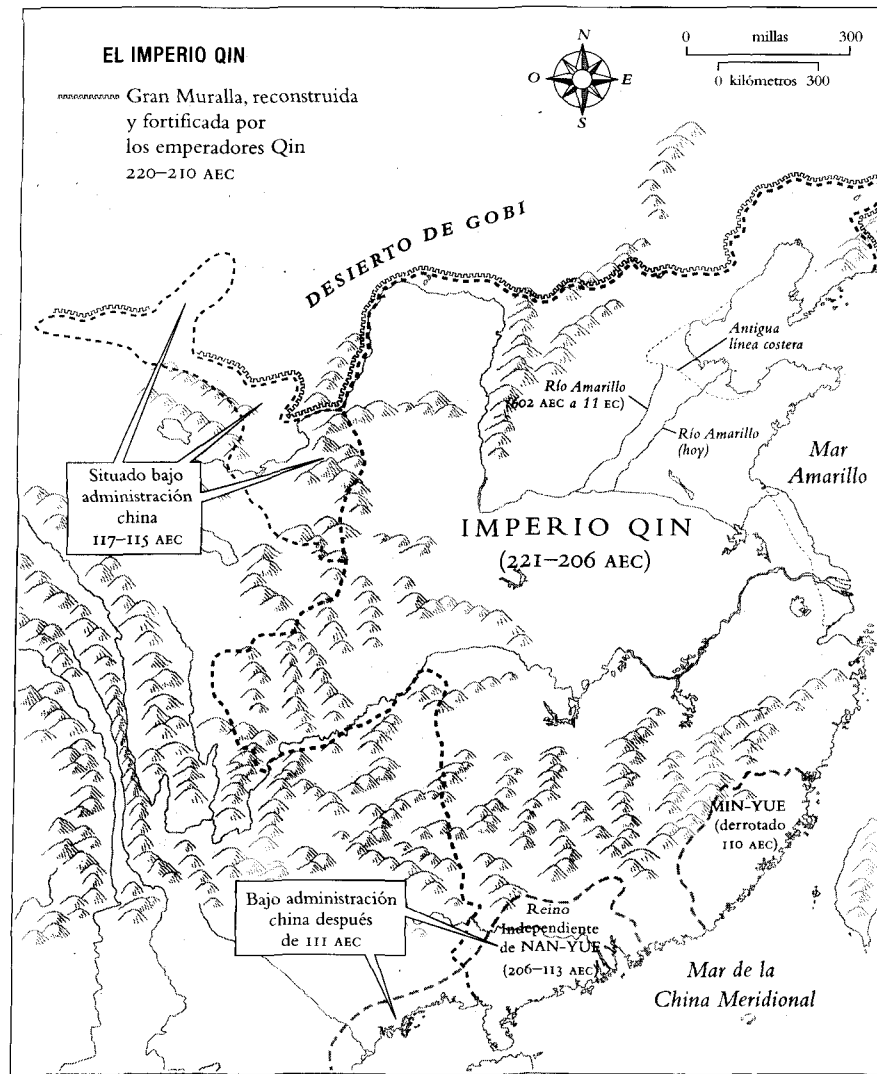 EL IMPERIO QIN
Gran Muralla, reconstruida
y fortificada por
los emperadores Qin
220–210 AEC
N
O
E
S
0 millas 300
0 kilómetros 300
DESIERTO DE GOBI
Antigua
línea costera
Río Amarillo
(602 AEC a 11 EC)
Río Amarillo
(hoy)
Mar
Amarillo
Situado bajo
administración
china
117–115 AEC
IMPERIO QIN
(221–206 AEC)
MIN-YUE
(derrotado
110 AEC)
Bajo administración
china después
de 111 AEC
Reino
Independiente
de NAN-YUE
(206–113 AEC)
Mar de la
China Meridional